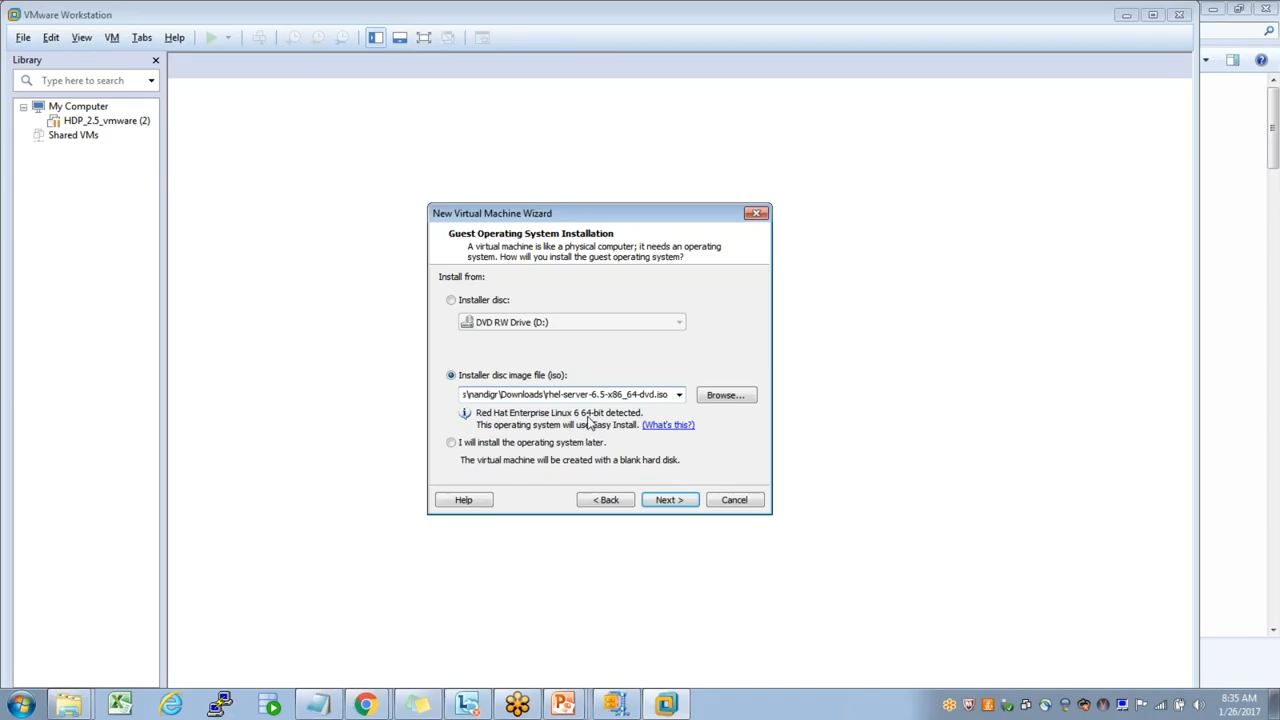 VMware Workstation
File Edit View VM Tabs Help
Library
Type here to search
My Computer
HDP_2.5_vmware (2)
Shared VMs
New Virtual Machine Wizard
Guest Operating System Installation
A virtual machine is like a physical computer; it needs an operating
system. How will you install the guest operating system?
Install from:
Installer disc:
DVD RW Drive (D:)
Installer disc image file (iso):
s\nandigr\Downloads\rhel-server-6.5-x86_64-dvd.iso
Browse...
Red Hat Enterprise Linux 6 64-bit detected.
This operating system will use Easy Install. (What's this?)
I will install the operating system later.
The virtual machine will be created with a blank hard disk.
Help < Back Next > Cancel
8:35 AM
1/26/2017